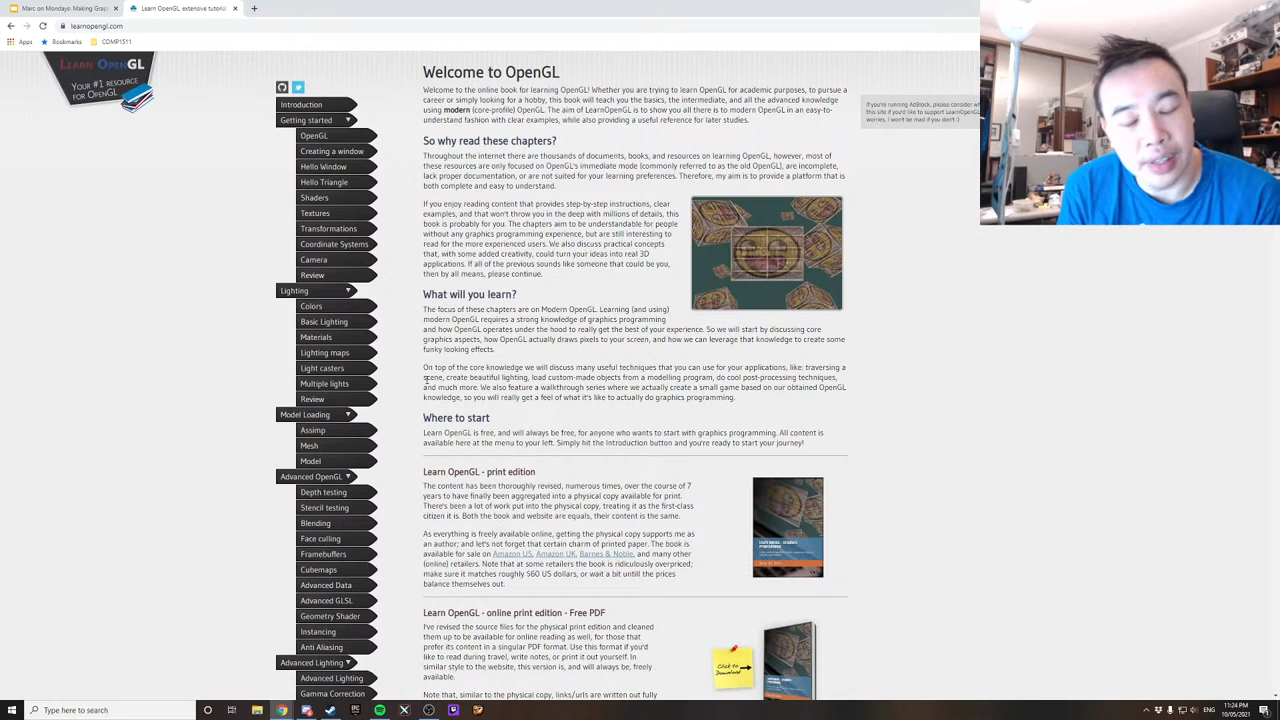 Marc on Mondays: Making Grap
Learn OpenGL, extensive tutoria
learnopengl.com
Apps
Bookmarks
COMP1511
LEARN OPENGL
YOUR #1 RESOURCE
FOR OPENGL
Introduction
Getting started
OpenGL
Creating a window
Hello Window
Hello Triangle
Shaders
Textures
Transformations
Coordinate Systems
Camera
Review
Lighting
Colors
Basic Lighting
Materials
Lighting maps
Light casters
Multiple lights
Review
Model Loading
Assimp
Mesh
Model
Advanced OpenGL
Depth testing
Stencil testing
Blending
Face culling
Framebuffers
Cubemaps
Advanced Data
Advanced GLSL
Geometry Shader
Instancing
Anti Aliasing
Advanced Lighting
Advanced Lighting
Gamma Correction
Welcome to OpenGL
Welcome to the online book for learning OpenGL! Whether you are trying to learn OpenGL for academic purposes, to pursue a
career or simply looking for a hobby, this book will teach you the basics, the intermediate, and all the advanced knowledge
using modern (core-profile) OpenGL. The aim of LearnOpenGL is to show you all there is to modern OpenGL in an easy-to-
understand fashion with clear examples, while also providing a useful reference for later studies.
So why read these chapters?
Throughout the internet there are thousands of documents, books, and resources on learning OpenGL, however, most of
these resources are only focused on OpenGL's immediate mode (commonly referred to as the old OpenGL), are incomplete,
lack proper documentation, or are not suited for your learning preferences. Therefore, my aim is to provide a platform that is
both complete and easy to understand.
If you enjoy reading content that provides step-by-step instructions, clear
examples, and that won't throw you in the deep with millions of details, this
book is probably for you. The chapters aim to be understandable for people
without any graphics programming experience, but are still interesting to
read for the more experienced users. We also discuss practical concepts
that, with some added creativity, could turn your ideas into real 3D
applications. If all of the previous sounds like someone that could be you,
then by all means, please continue.
What will you learn?
The focus of these chapters are on Modern OpenGL. Learning (and using)
modern OpenGL requires a strong knowledge of graphics programming
and how OpenGL operates under the hood to really get the best of your experience. So we will start by discussing core
graphics aspects, how OpenGL actually draws pixels to your screen, and how we can leverage that knowledge to create some
funky looking effects.
On top of the core knowledge we will discuss many useful techniques that you can use for your applications, like: traversing a
scene, create beautiful lighting, load custom-made objects from a modelling program, do cool post-processing techniques,
and much more. We also feature a walkthrough series where we actually create a small game based on our obtained OpenGL
knowledge, so you will really get a feel of what it's like to actually do graphics programming.
Where to start
Learn OpenGL is free, and will always be free, for anyone who wants to start with graphics programming. All content is
available here at the menu to your left. Simply hit the Introduction button and you're ready to start your journey!
Learn OpenGL - print edition
The content has been thoroughly revised, numerous times, over the course of 7
years to have finally been aggregated into a physical copy available for print.
There's been a lot of work put into the physical copy, treating it as the first-class
citizen it is. Both the book and website are equals, their content is the same.
As everything is freely available online, getting the physical copy supports me as
an author; and let's not forget that certain charm of printed paper. The book is
available for sale on Amazon US, Amazon UK, Barnes & Noble, and many other
(online) retailers. Note that at some retailers the book is ridiculously overpriced;
make sure it matches roughly $60 US dollars, or wait a bit untill the prices
balance themselves out.
Learn OpenGL - online print edition - Free PDF
I've revised the source files for the physical print edition and cleaned
them up to be available for online reading as well, for those that
prefer its content in a singular PDF format. Use this format if you'd
like to read during travel, write notes, or print it out yourself. In
similar style to the website, this version is, and will always be, freely
available.
Note that, similar to the physical copy, links/urls are written out fully
Click to
Download
If you're running AdBlock, please consider wh
this site if you'd like to support LearnOpenGL
worries, I won't be mad if you don't :)
Type here to search
ENG
11:24 PM
10/05/2021